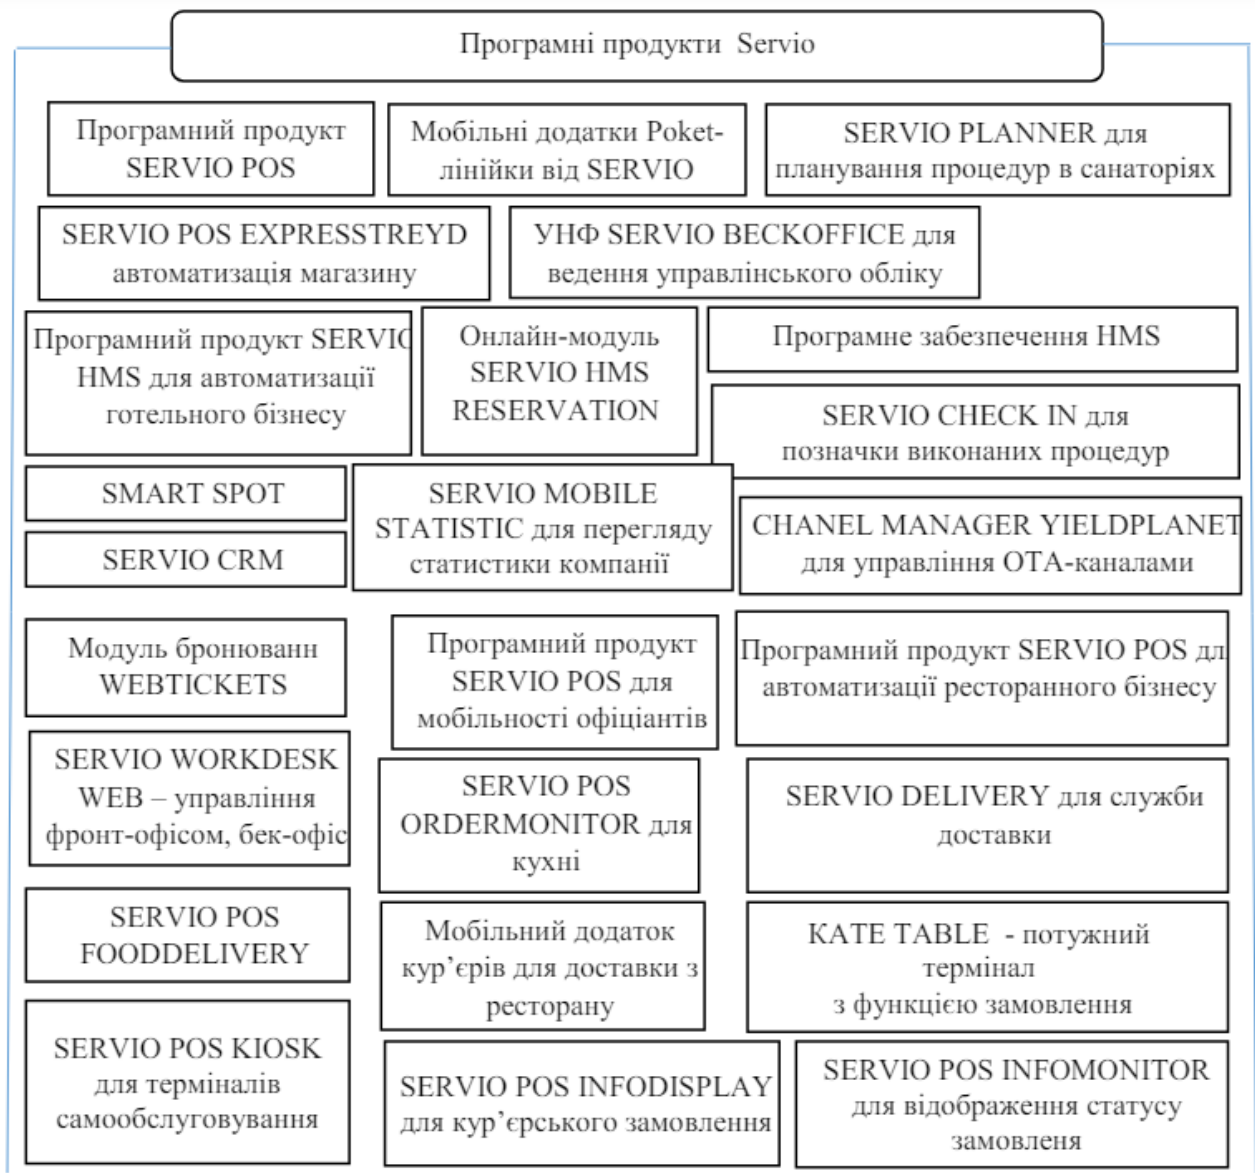 Програмні продукти Servio
Програмний продукт
SERVIO POS
Мобільні додатки Poket-
лінійки від SERVIO
SERVIO PLANNER для
планування процедур в санаторіях
SERVIO POS EXPRESSTREYD
автоматизація магазину
УНФ SERVIO BECKOFFICE для
ведення управлінського обліку
Програмний продукт SERVIO
HMS для автоматизації
готельного бізнесу
Онлайн-модуль
SERVIO HMS
RESERVATION
Програмне забезпечення HMS
SERVIO CHECK IN для
позначки виконаних процедур
SMART SPOT
SERVIO CRM
SERVIO MOBILE
STATISTIC для перегляду
статистики компанії
CHANEL MANAGER YIELDPLANET
для управління ОТА-каналами
Модуль бронюванн
WEBTICKETS
Програмний продукт
SERVIO POS для
мобільності офіціантів
Програмний продукт SERVIO POS дл
автоматизації ресторанного бізнесу
SERVIO WORKDESK
WEB – управління
фронт-офісом, бек-офіс
SERVIO POS
ORDERMONITOR для
кухні
SERVIO DELIVERY для служби
доставки
SERVIO POS
FOODDELIVERY
Мобільний додаток
кур’єрів для доставки з
ресторану
KATE TABLE - потужний
термінал
з функцією замовлення
SERVIO POS KIOSK
для терміналів
самообслуговування
SERVIO POS INFODISPLAY
для кур’єрського замовлення
SERVIO POS INFOMONITOR
для відображення статусу
замовленя